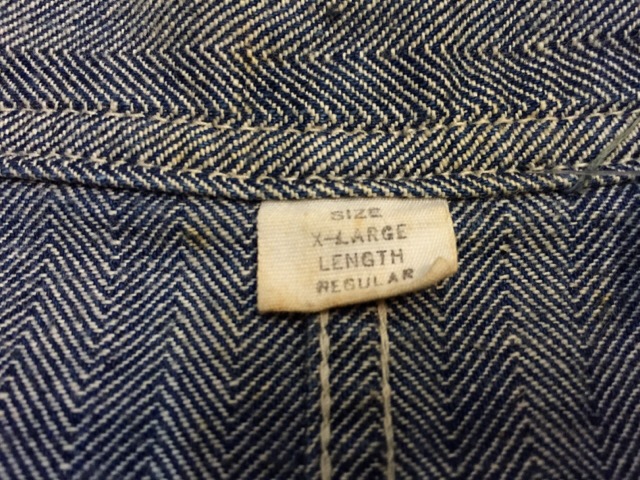 SIZE
X-LARGE
LENGTH
REGULAR